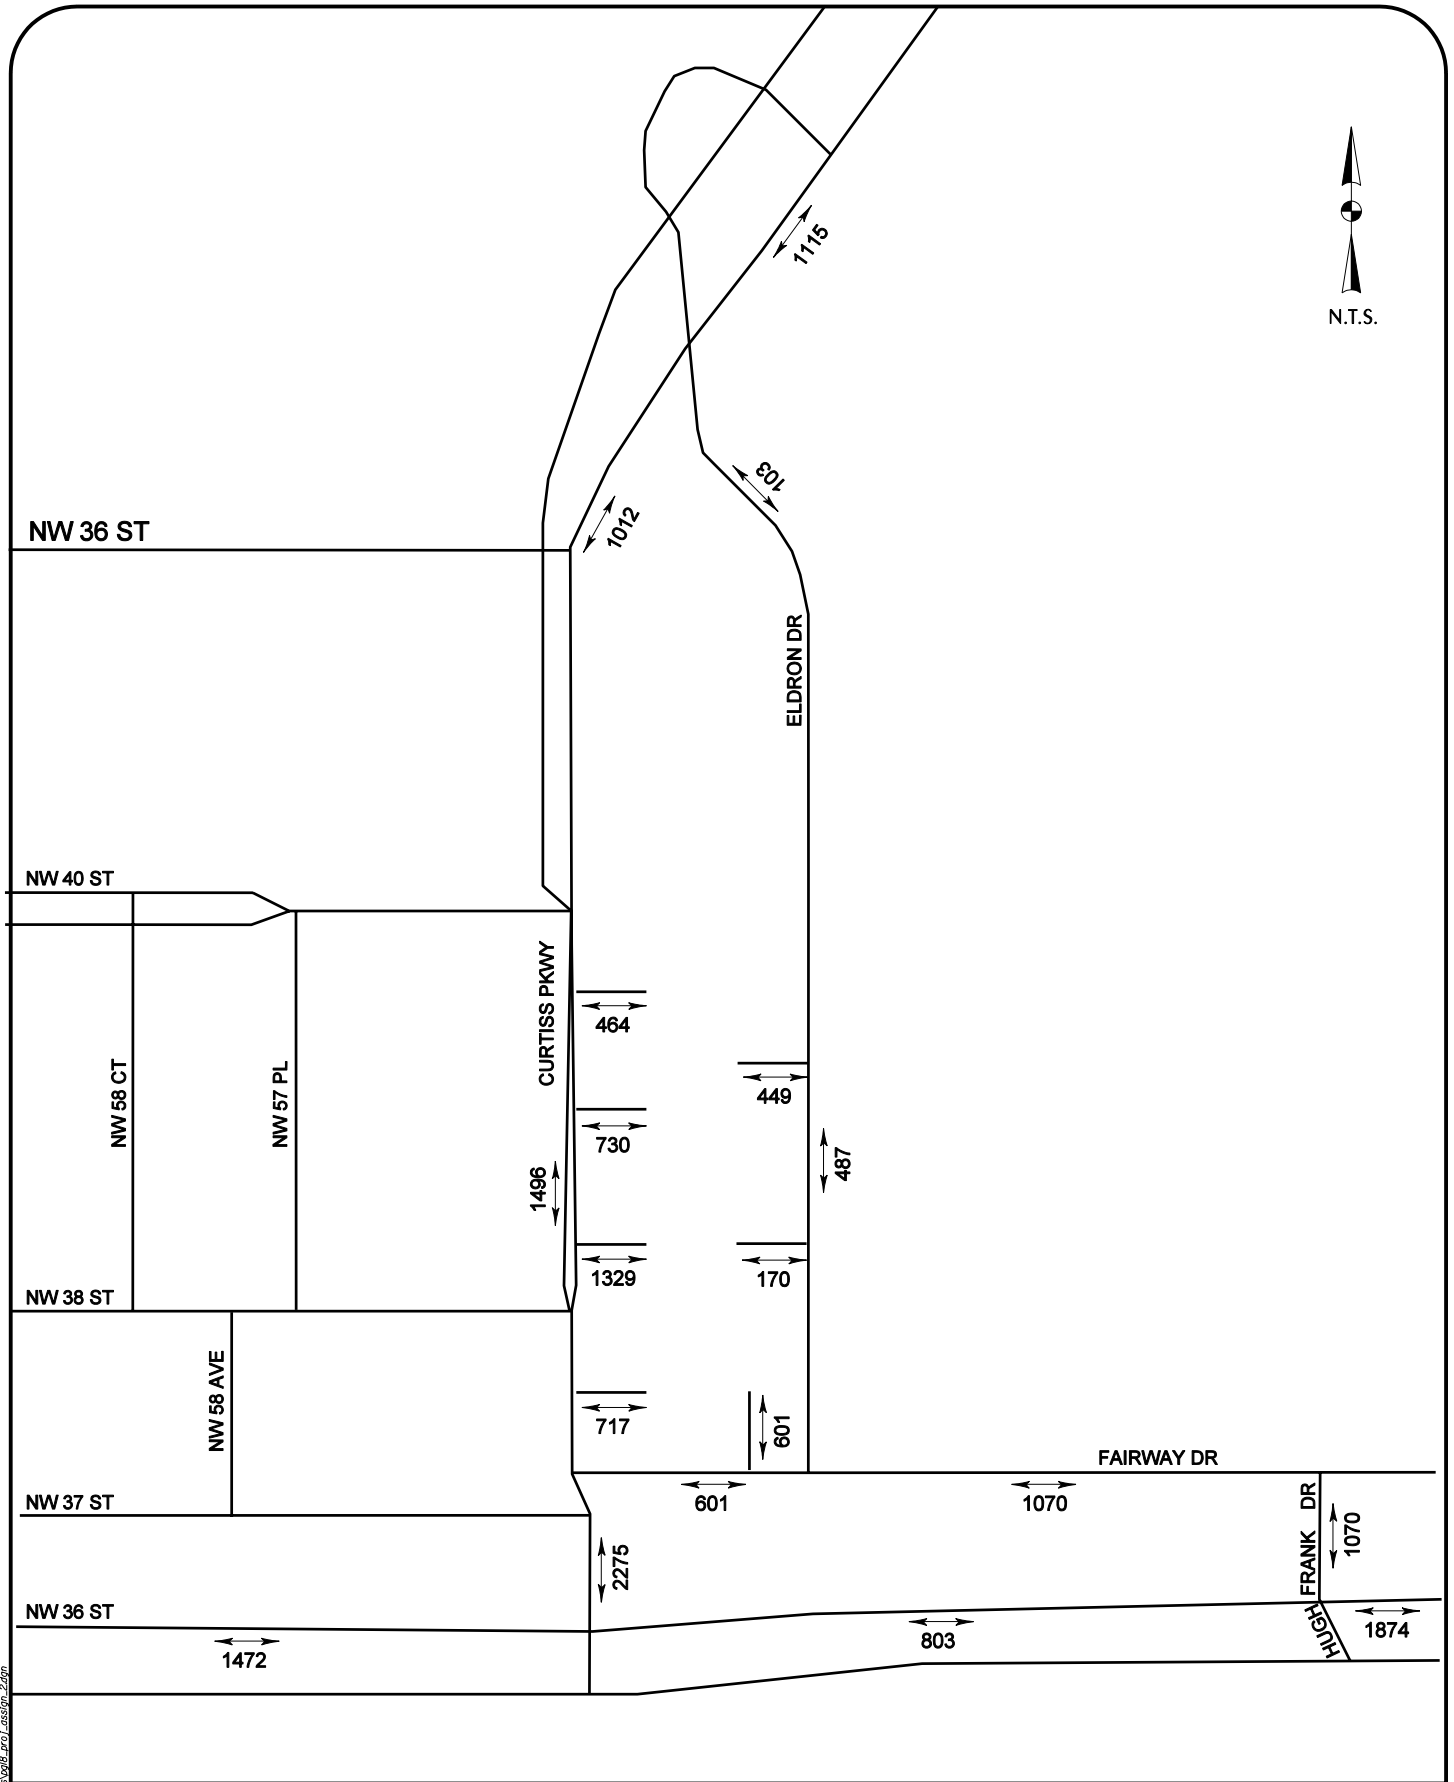 1115
N.T.S.
103
1012
NW 36 ST
ELDRON DR
NW 40 ST
CURTISS PKWY
464
NW 58 CT
NW 57 PL
449
730
487
1496
1329
170
NW 38 ST
NW 58 AVE
717
601
FAIRWAY DR
NW 37 ST
601
1070
FRANK DR
1070
2275
NW 36 ST
803
HUGH
1874
1472